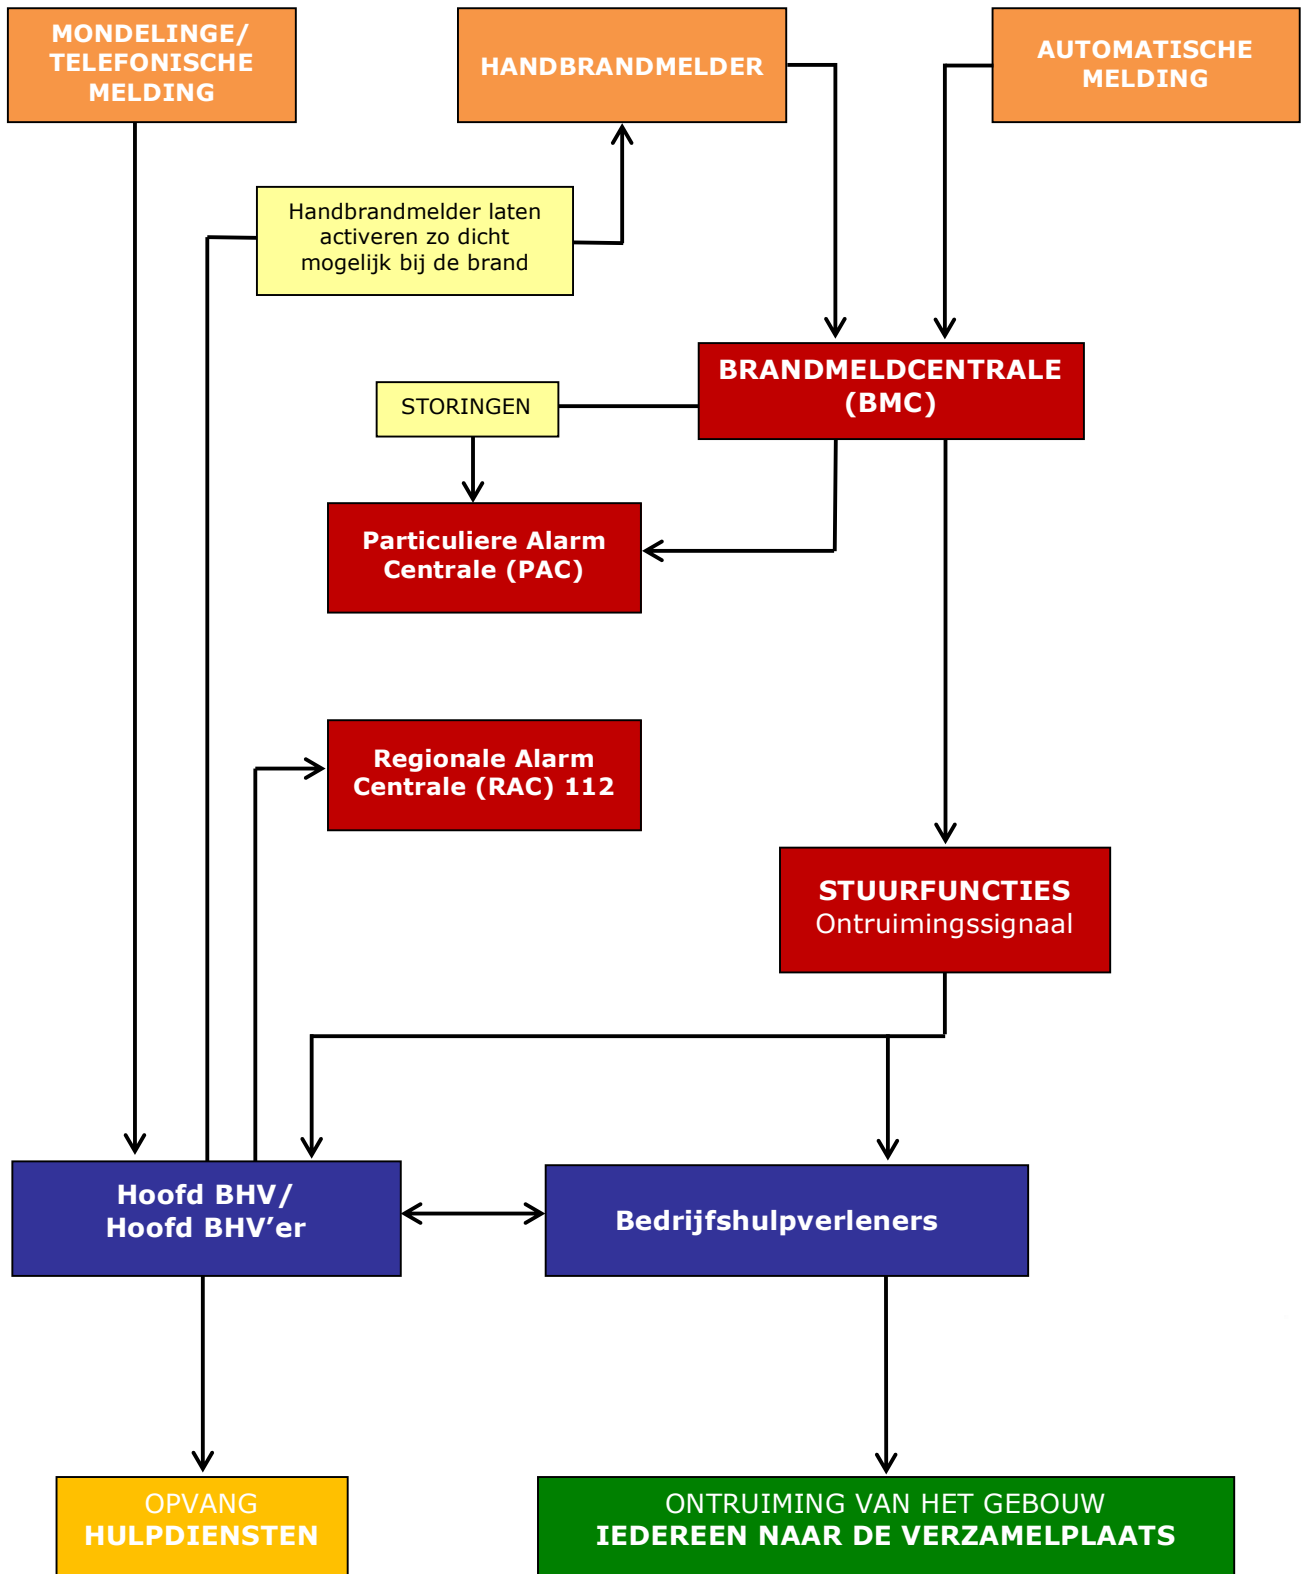 MONDELINGE/
TELEFONISCHE
MELDING
HANDBRANDMELDER
AUTOMATISCHE
MELDING
Handbrandmelder laten
activeren zo dicht
mogelijk bij de brand
BRANDMELDCENTRALE
(BMC)
STORINGEN
Particuliere Alarm
Centrale (PAC)
Regionale Alarm
Centrale (RAC) 112
STUURFUNCTIES
Ontruimingssignaal
Hoofd BHV/
Hoofd BHV’er
Bedrijfshulpverleners
OPVANG
HULPDIENSTEN
ONTRUIMING VAN HET GEBOUW
IEDEREEN NAAR DE VERZAMELPLAATS